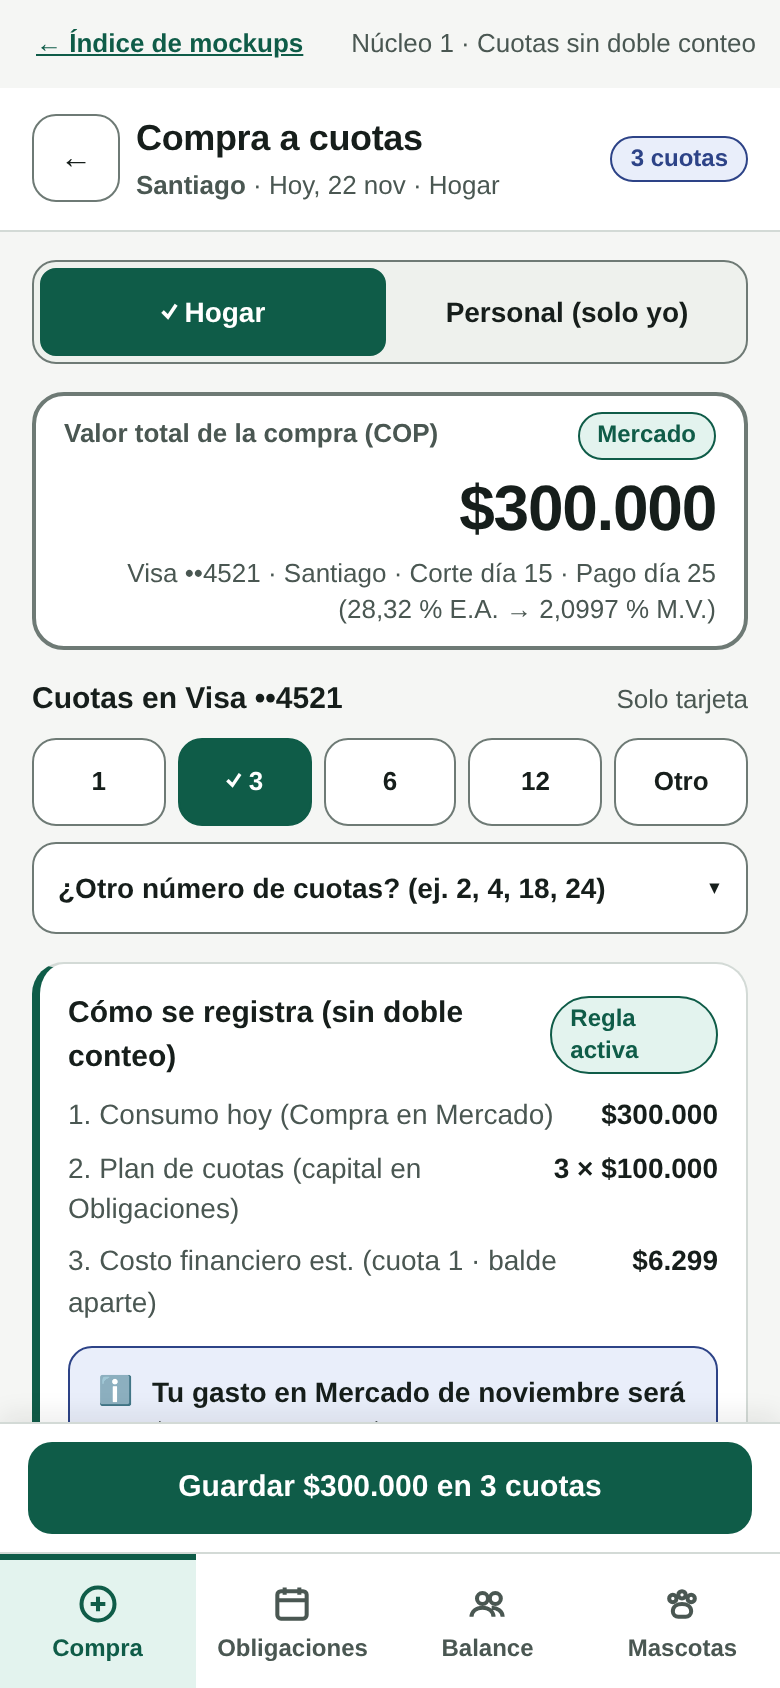 ← Índice de mockups Núcleo 1 · Cuotas sin doble conteo
← Compra a cuotas
Santiago · Hoy, 22 nov · Hogar
3 cuotas
✓ Hogar Personal (solo yo)
Valor total de la compra (COP) Mercado
$300.000
Visa ••4521 · Santiago · Corte día 15 · Pago día 25
(28,32 % E.A. → 2,0997 % M.V.)
Cuotas en Visa ••4521 Solo tarjeta
1 ✓ 3 6 12 Otro
¿Otro número de cuotas? (ej. 2, 4, 18, 24) ▼
Cómo se registra (sin doble
conteo)
Regla
activa
1. Consumo hoy (Compra en Mercado) $300.000
2. Plan de cuotas (capital en
Obligaciones)
3 × $100.000
3. Costo financiero est. (cuota 1 · balde
aparte)
$6.299
ℹ️ Tu gasto en Mercado de noviembre será
Guardar $300.000 en 3 cuotas
Compra Obligaciones Balance Mascotas